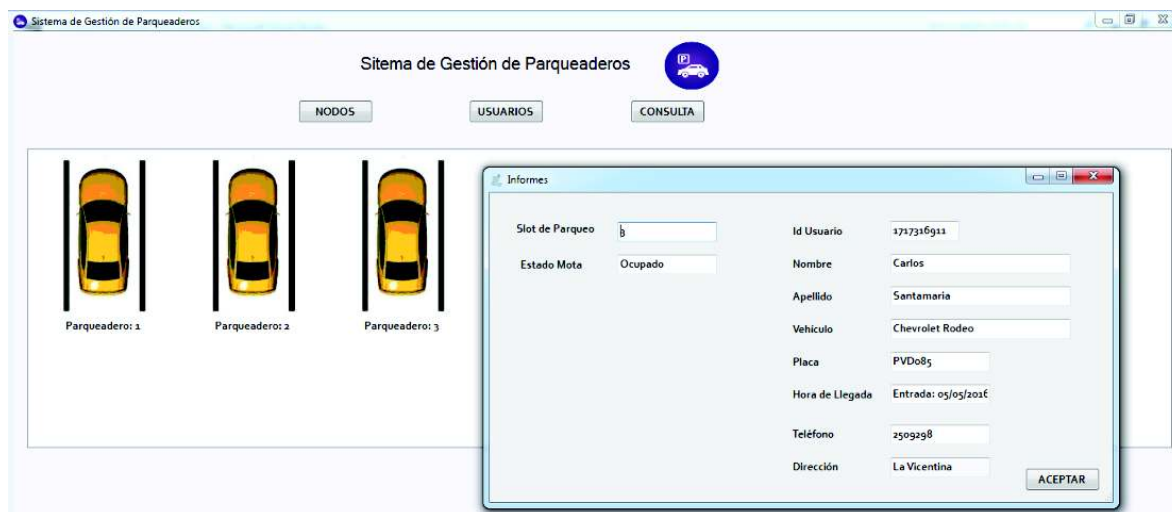 Sistema de Gestión de Parqueaderos
Sitema de Gestión de Parqueaderos
P
NODOS USUARIOS CONSULTA
Parqueadero: 1 Parqueadero: 2 Parqueadero: 3
Informes
Slot de Parqueo 3
Estado Mota Ocupado
Id Usuario 1717316911
Nombre Carlos
Apellido Santamaria
Vehículo Chevrolet Rodeo
Placa PVD085
Hora de Llegada Entrada: 05/05/2016
Teléfono 2509298
Dirección La Vicentina
ACEPTAR